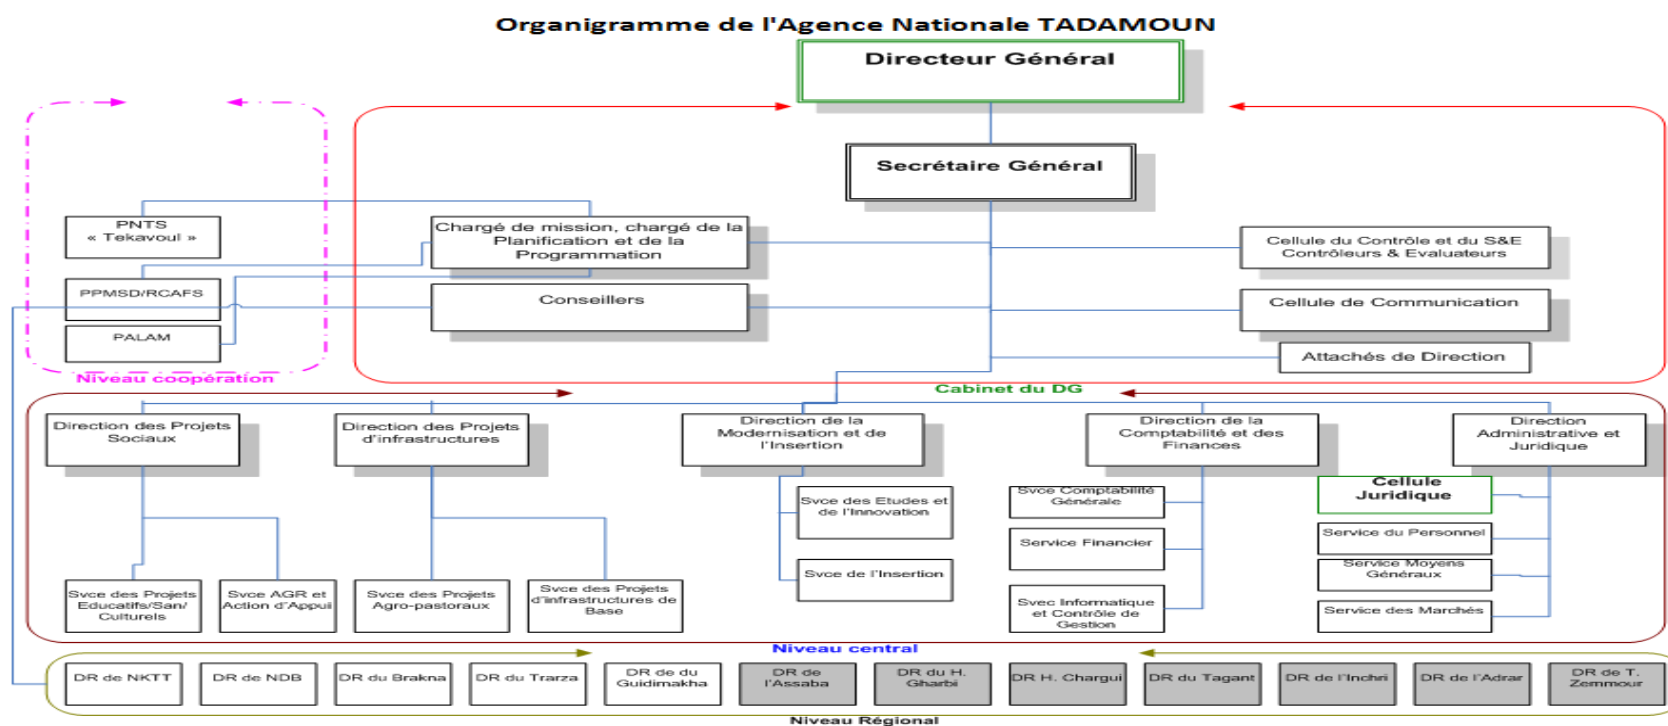 Organigramme de l'Agence Nationale TADAMOUN
Directeur Général
Secrétaire Général
PNTS
« Tekavoul »
Chargé de mission, chargé de la
Planification et de la
Programmation
Cellule du Contrôle et du S&E
Contrôleurs & Evaluateurs
PPMSD/RCAFS
Conseillers
Cellule de Communication
PALAM
Attachés de Direction
Niveau coopération
Cabinet du DG
Direction des Projets
Sociaux
Direction des Projets
d'infrastructures
Direction de la
Modernisation et de
l'Insertion
Direction de la
Comptabilité et des
Finances
Direction
Administrative et
Juridique
Svce des Etudes et
de l'Innovation
Svce de l'Insertion
Svce Comptabilité
Générale
Service Financier
Svec Informatique
et Contrôle de
Gestion
Cellule
Juridique
Service du Personnel
Service Moyens
Généraux
Service des Marchés
Svce des Projets
Educatifs/San/
Culturels
Svce AGR et
Action d'Appui
Svce des Projets
Agro-pastoraux
Svce des Projets
d'infrastructures de
Base
Niveau central
DR de NKTT
DR de NDB
DR du Brakna
DR du Trarza
DR de du
Guidimakha
DR de
l'Assaba
DR du H.
Gharbi
DR H. Chargui
DR du Tagant
DR de l'Inchri
DR de l'Adrar
DR de T.
Zemmour
Niveau Régional